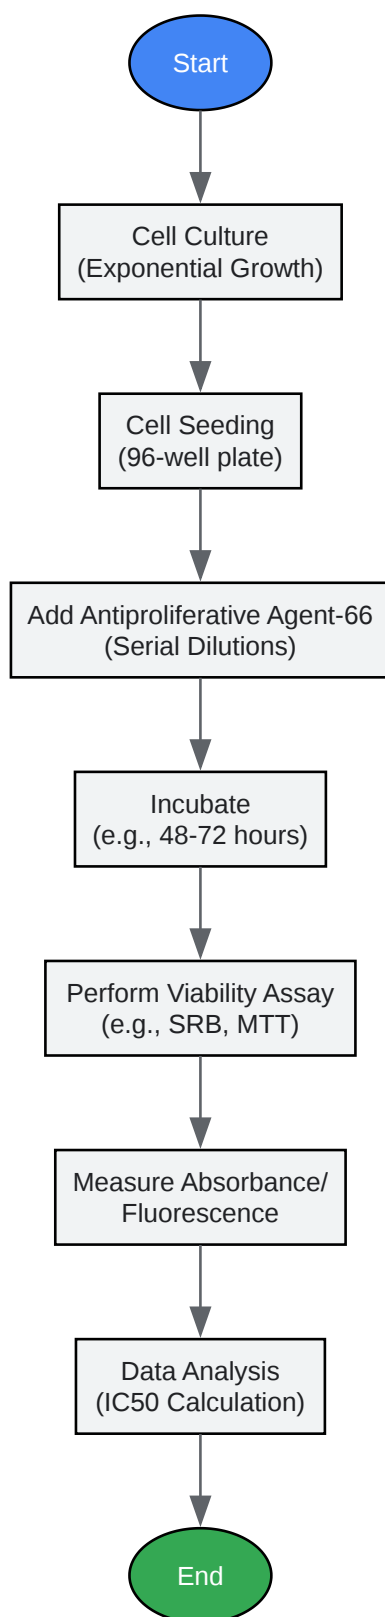 Start
Cell Culture
(Exponential Growth)
Cell Seeding
(96-well plate)
Add Antiproliferative Agent-66
(Serial Dilutions)
Incubate
(e.g., 48-72 hours)
Perform Viability Assay
(e.g., SRB, MTT)
Measure Absorbance/
Fluorescence
Data Analysis
(IC50 Calculation)
End